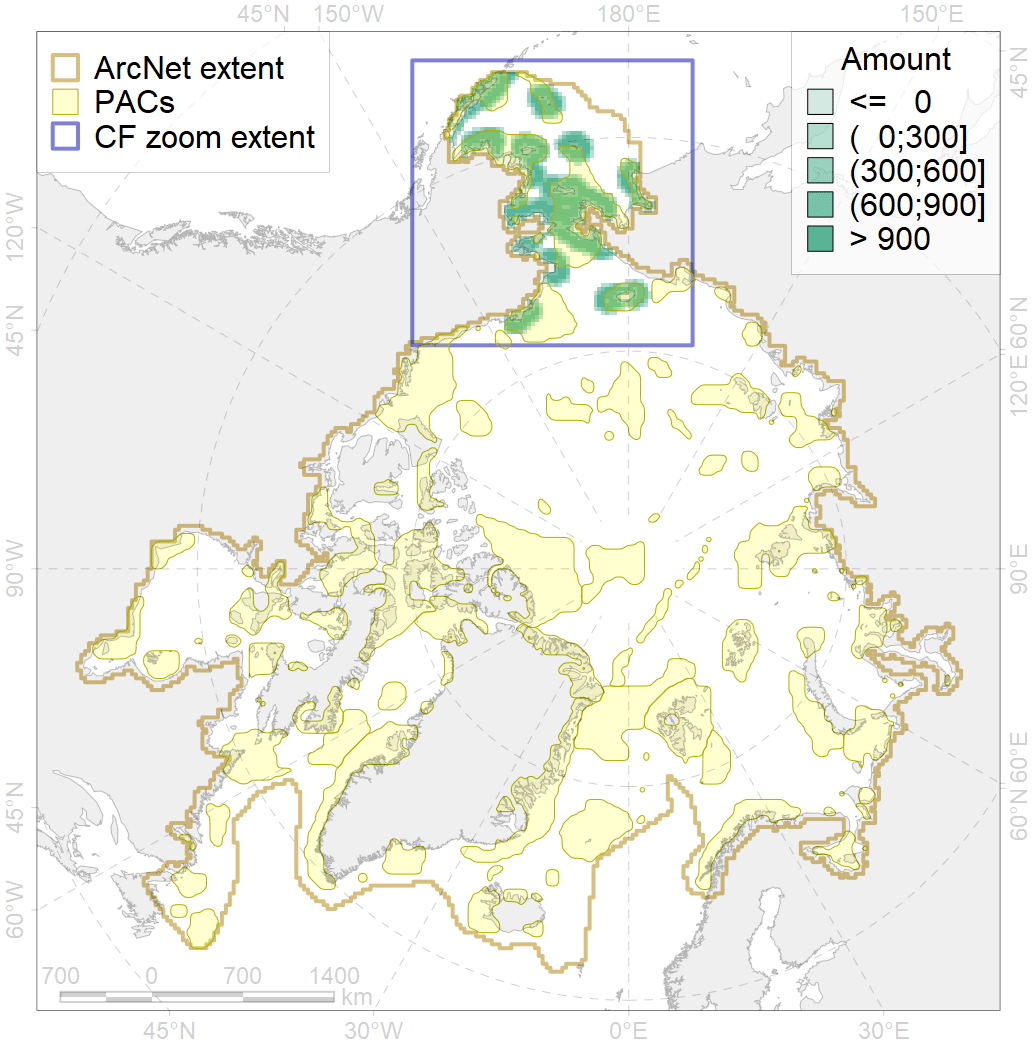 45°N 150°W 180°E 150°E
ArcNet extent
PACs
CF zoom extent
Amount
<= 0
( 0;300]
(300;600]
(600;900]
> 900
45°N
120°W
45°N
60°N
120°E
90°W
90°E
45°N
60°E
60°N
60°W
700 0 700 1400
km
45°N 30°W 0°E 30°E